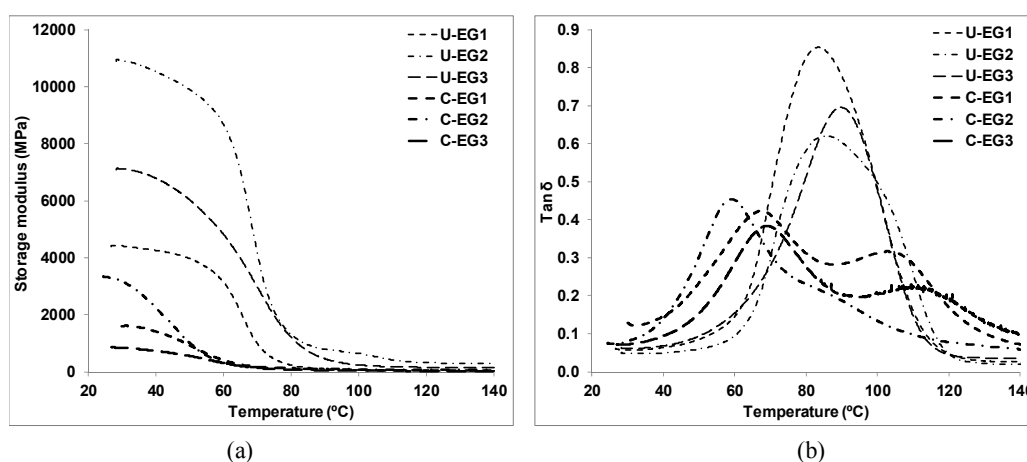 12000
10000
8000
6000
4000
2000
0
Storage modulus (MPa)
20 40 60 80 100 120 140
Temperature (ºC)
U-EG1
U-EG2
U-EG3
C-EG1
C-EG2
C-EG3
(a)
0.9
0.8
0.7
0.6
0.5
0.4
0.3
0.2
0.1
0.0
Tan δ
20 40 60 80 100 120 140
Temperature (ºC)
U-EG1
U-EG2
U-EG3
C-EG1
C-EG2
C-EG3
(b)